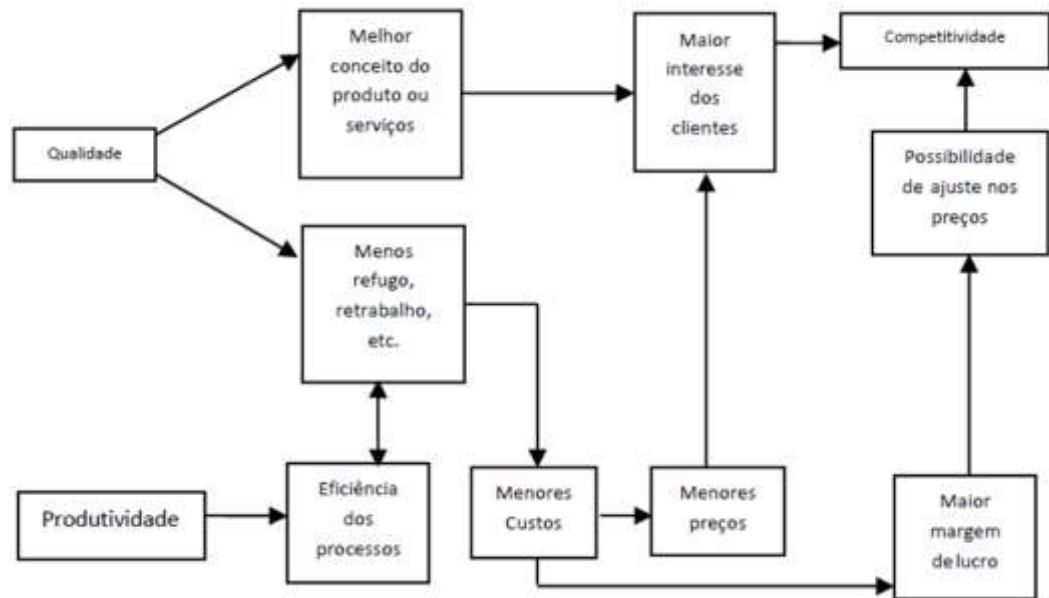 Melhor
conceito do
produto ou
serviços
Maior
interesse
dos
clientes
Competitividade
Qualidade
Possibilidade
de ajuste nos
preços
Menos
refugo,
retrabalho,
etc.
Produtividade
Eficiência
dos
processos
Menores
Custos
Menores
preços
Maior
margem
de lucro